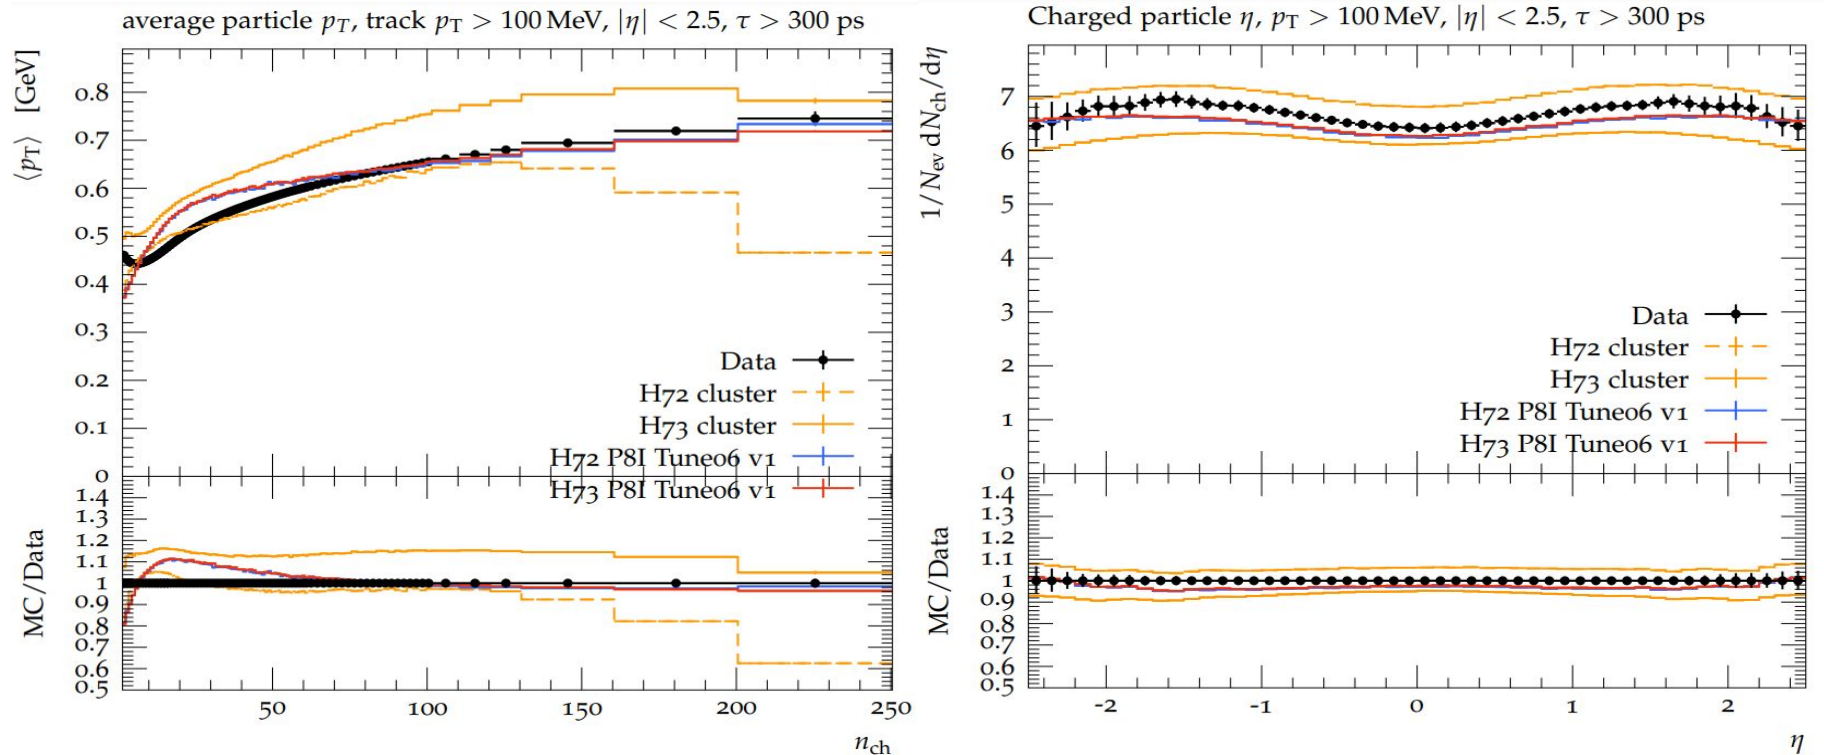 average particle pT, track pT > 100 MeV, |η| < 2.5, τ > 300 ps
⟨pT⟩ [GeV]
0.8
0.7
0.6
0.5
0.4
0.3
0.2
0.1
0
Data
H72 cluster
H73 cluster
H72 P8I Tune06 v1
H73 P8I Tune06 v1
MC/Data
1.4
1.3
1.2
1.1
1
0.9
0.8
0.7
0.6
0.5
50 100 150 200 250
nch
Charged particle η, pT > 100 MeV, |η| < 2.5, τ > 300 ps
1/Nev dNch/dη
7
6
5
4
3
2
1
0
Data
H72 cluster
H73 cluster
H72 P8I Tune06 v1
H73 P8I Tune06 v1
MC/Data
1.4
1.3
1.2
1.1
1
0.9
0.8
0.7
0.6
0.5
-2 -1 0 1 2
η